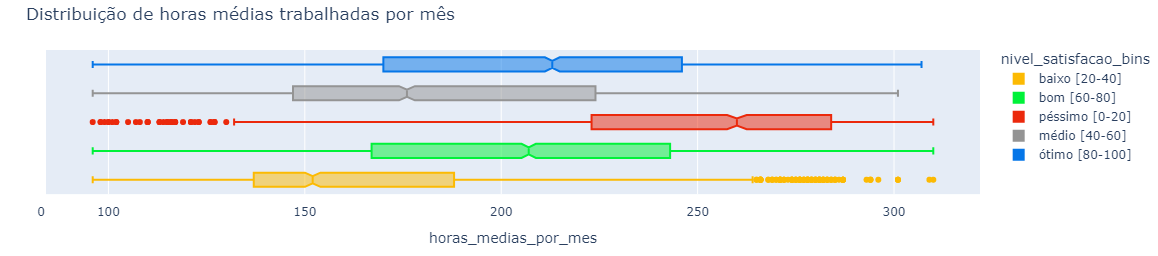 Distribuição de horas médias trabalhadas por mês
nivel_satisfacao_bins
baixo [20-40]
bom [60-80]
péssimo [0-20]
médio [40-60]
ótimo [80-100]
0 100 150 200 250 300
horas_medias_por_mes